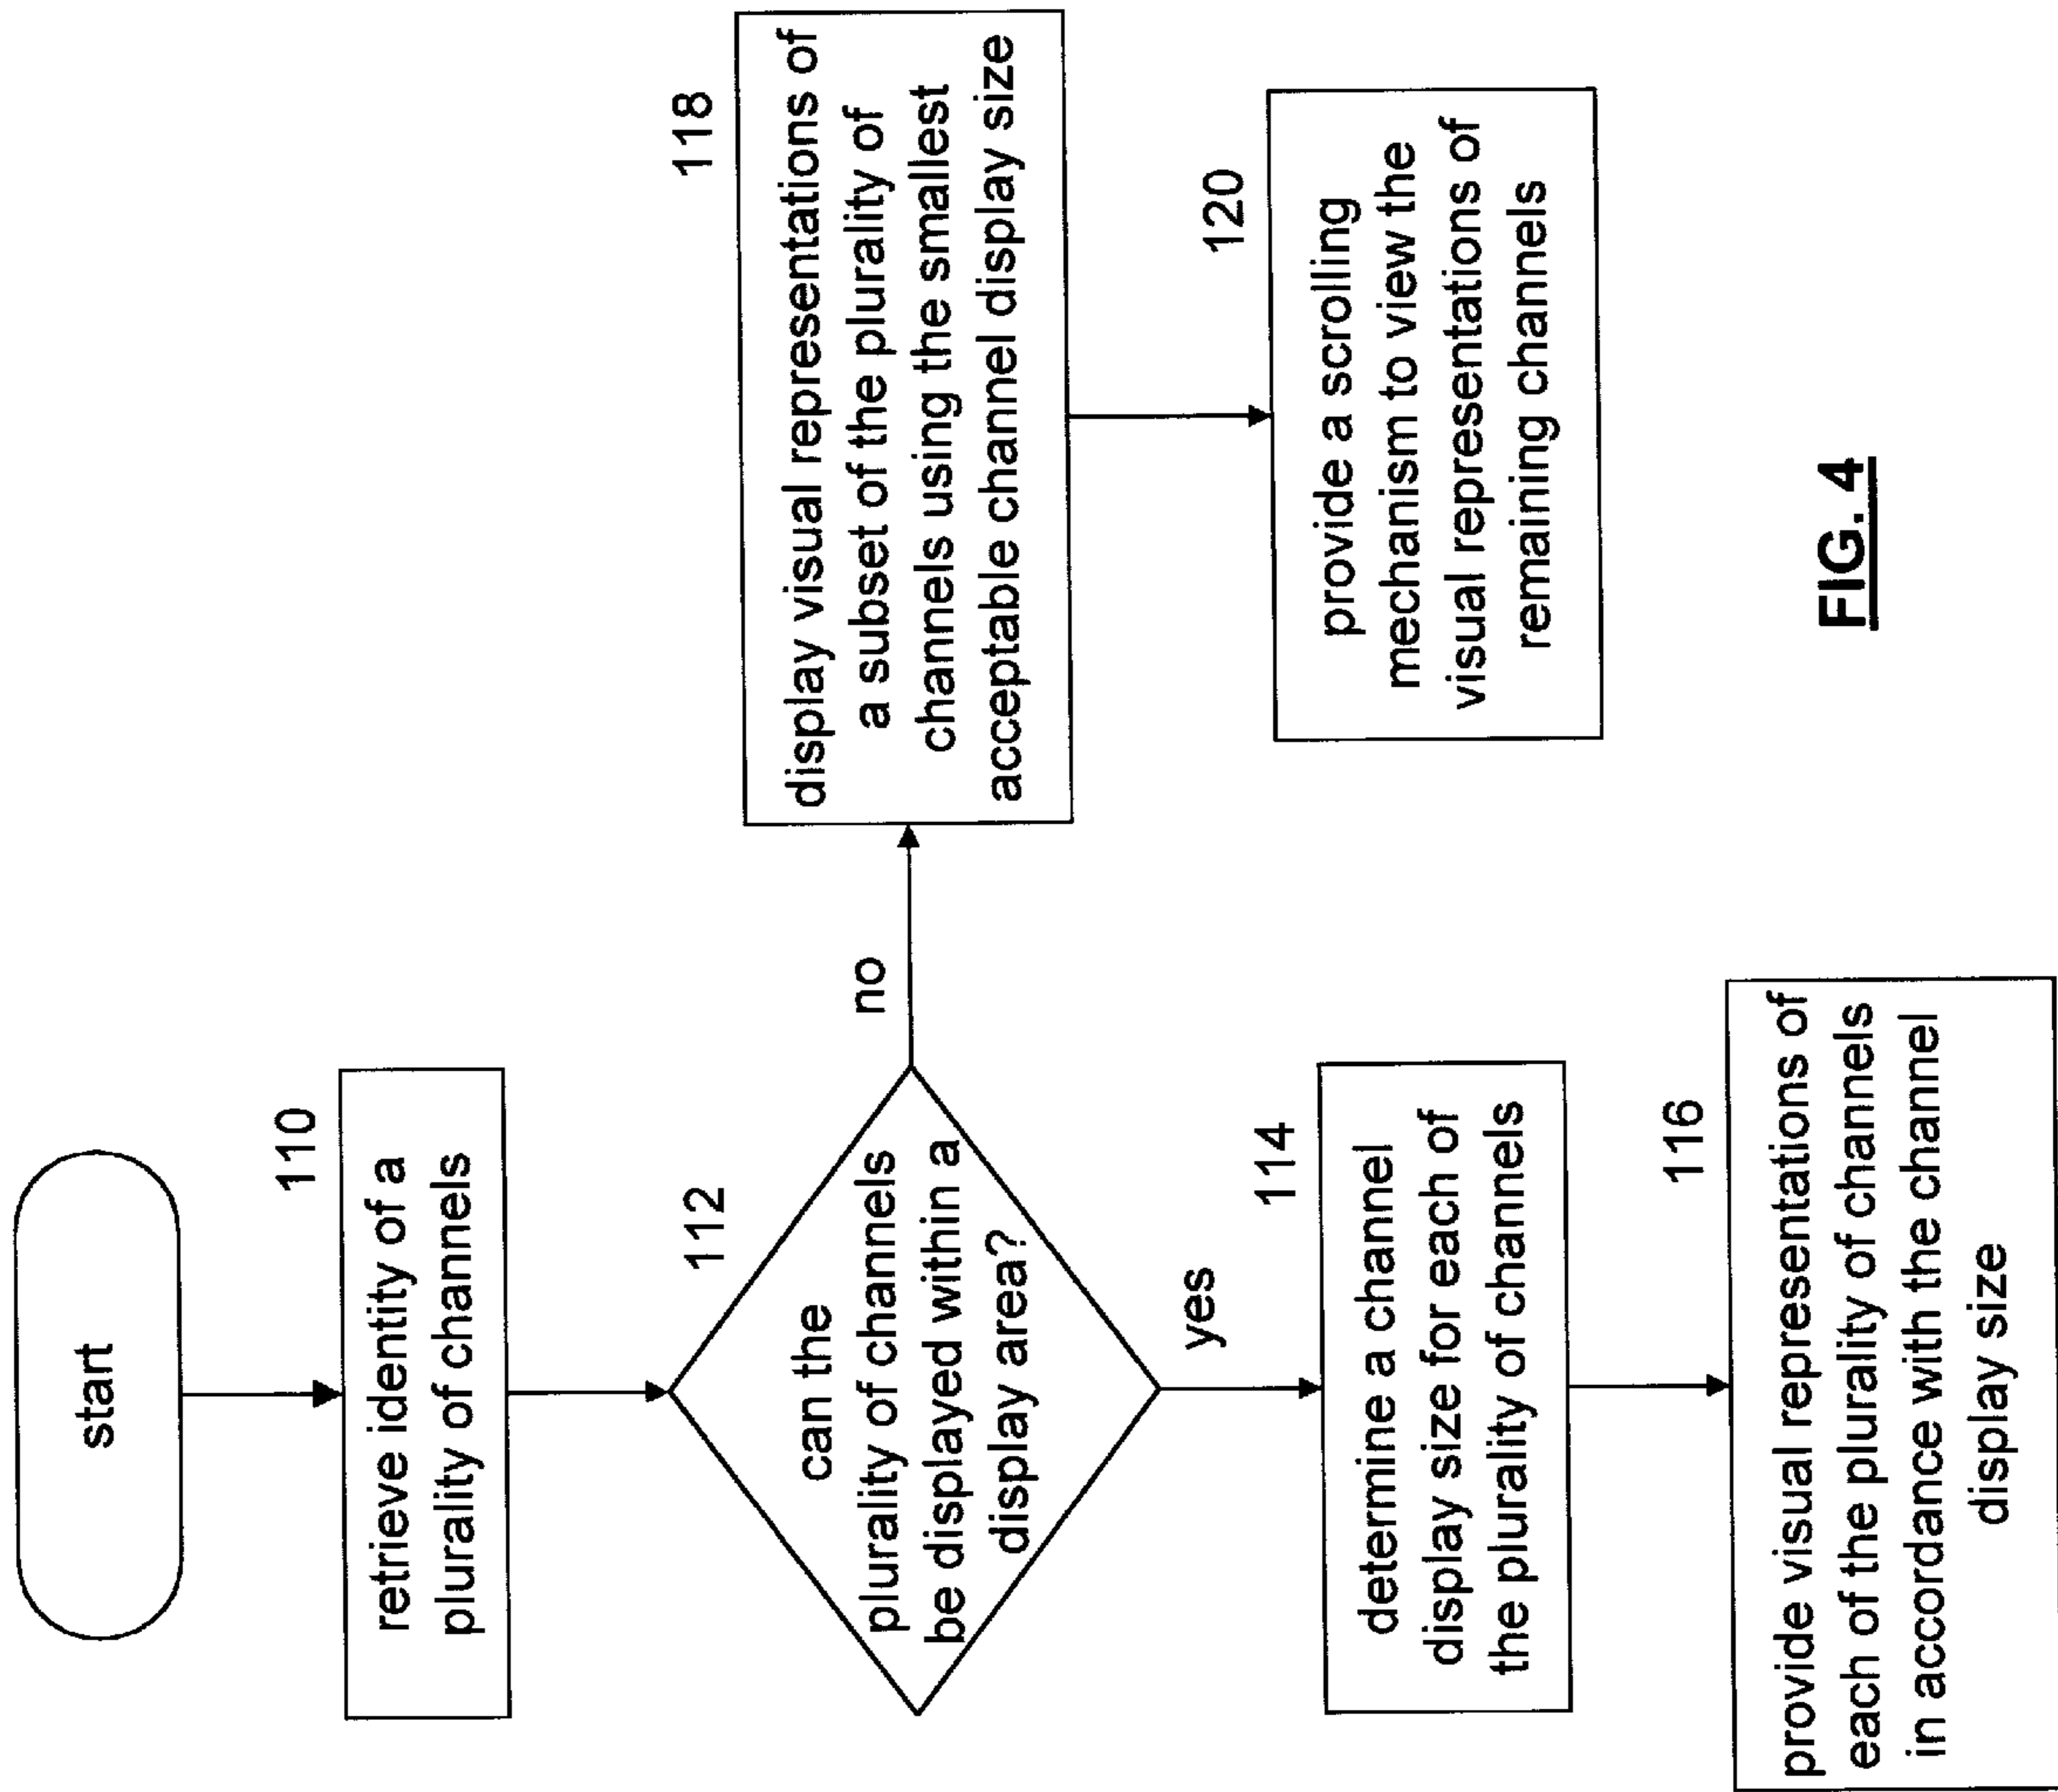 start
110
retrieve identity of a
plurality of channels
112
can the
plurality of channels
be displayed within a
display area?
no
yes
114
determine a channel
display size for each of
the plurality of channels
116
provide visual representations of
each of the plurality of channels
in accordance with the channel
display size
118
display visual representations of
a subset of the plurality of
channels using the smallest
acceptable channel display size
120
provide a scrolling
mechanism to view the
visual representations of
remaining channels
FIG. 4